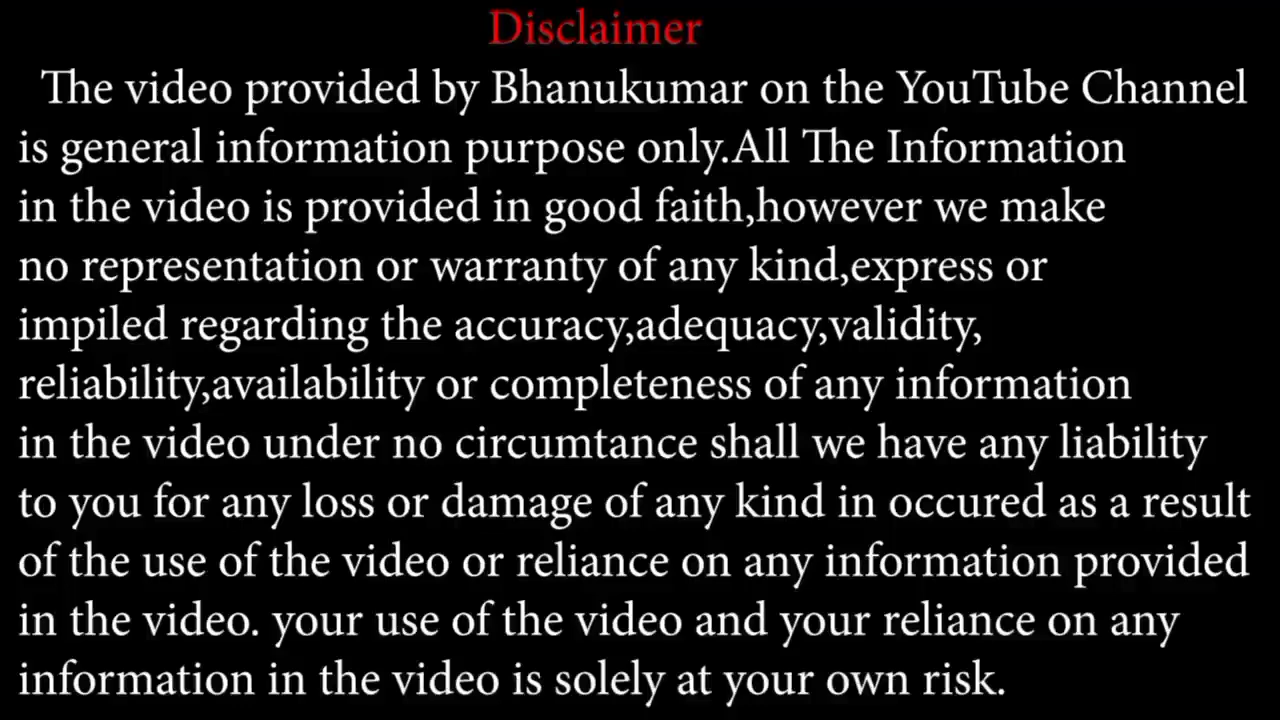 Disclaimer
The video provided by Bhanukumar on the YouTube Channel
is general information purpose only.All The Information
in the video is provided in good faith,however we make
no representation or warranty of any kind,express or
impiled regarding the accuracy,adequacy,validity,
reliability,availability or completeness of any information
in the video under no circumtance shall we have any liability
to you for any loss or damage of any kind in occured as a result
of the use of the video or reliance on any information provided
in the video. your use of the video and your reliance on any
information in the video is solely at your own risk.